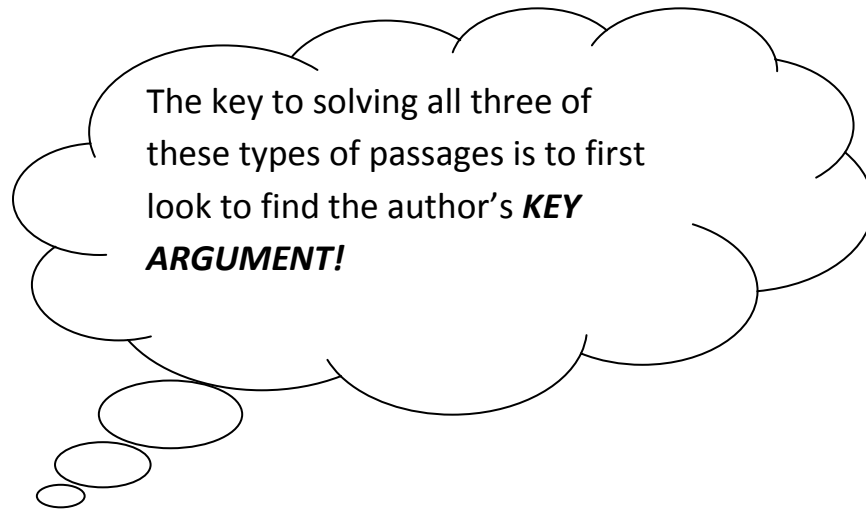 The key to solving all three of
these types of passages is to first
look to find the author’s KEY
ARGUMENT!